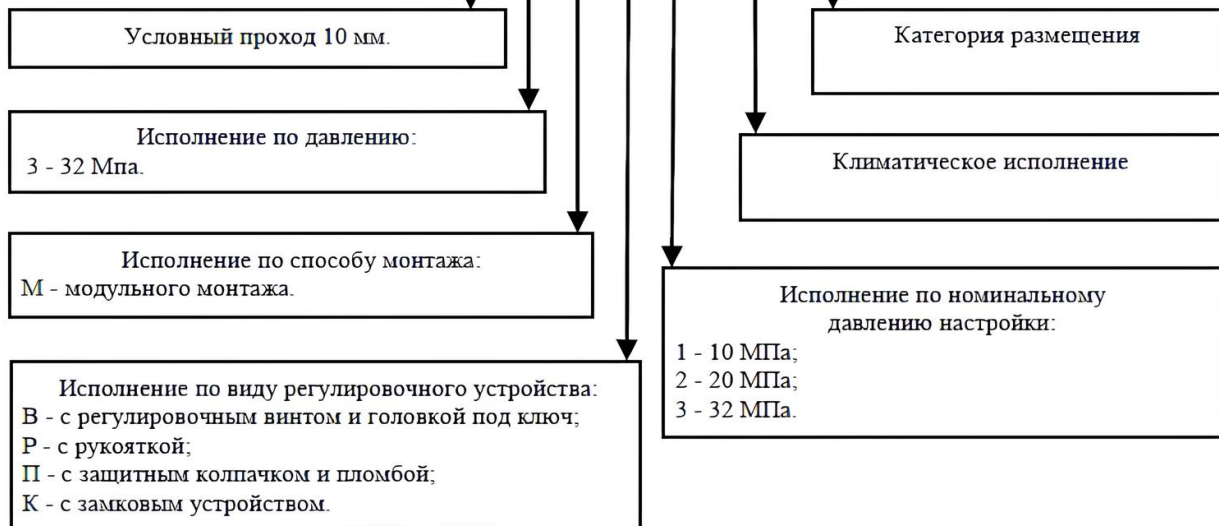 Условный проход 10 мм.
Исполнение по давлению:
3 - 32 Мпа.
Исполнение по способу монтажа:
М - модульного монтажа.
Исполнение по виду регулировочного устройства:
В - с регулировочным винтом и головкой под ключ;
Р - с рукояткой;
П - с защитным колпачком и пломбой;
К - с замковым устройством.
Категория размещения
Климатическое исполнение
Исполнение по номинальному
давлению настройки:
1 - 10 МПа;
2 - 20 МПа;
3 - 32 МПа.